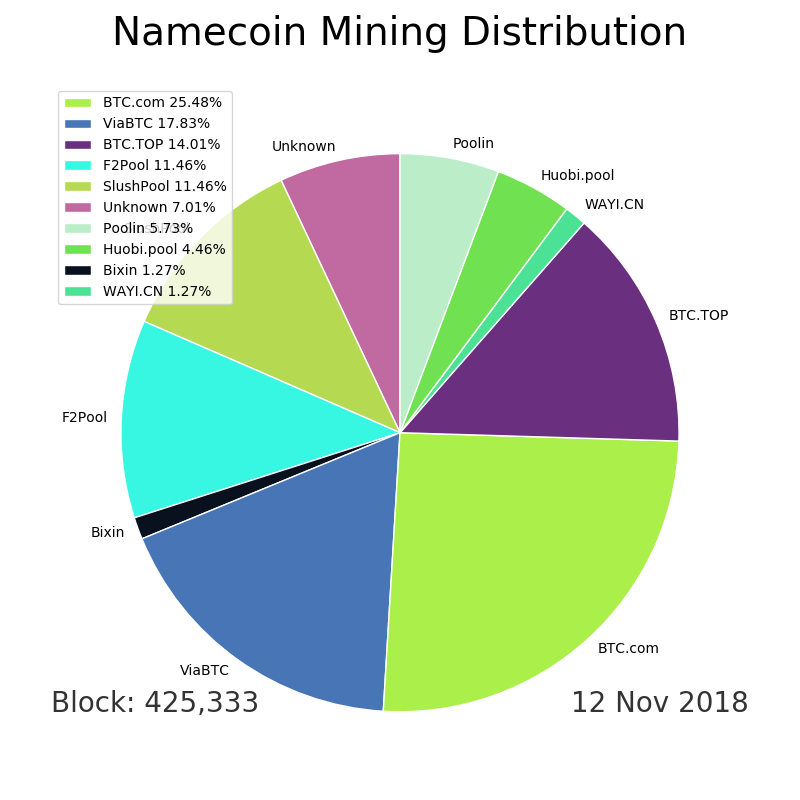 Namecoin Mining Distribution
BTC.com 25.48%
ViaBTC 17.83%
BTC.TOP 14.01%
F2Pool 11.46%
SlushPool 11.46%
Unknown 7.01%
Poolin 5.73%
Huobi.pool 4.46%
Bixin 1.27%
WAYI.CN 1.27%
Unknown
Poolin
Huobi.pool
WAYI.CN
BTC.TOP
F2Pool
Bixin
BTC.com
ViaBTC
Block: 425,333
12 Nov 2018